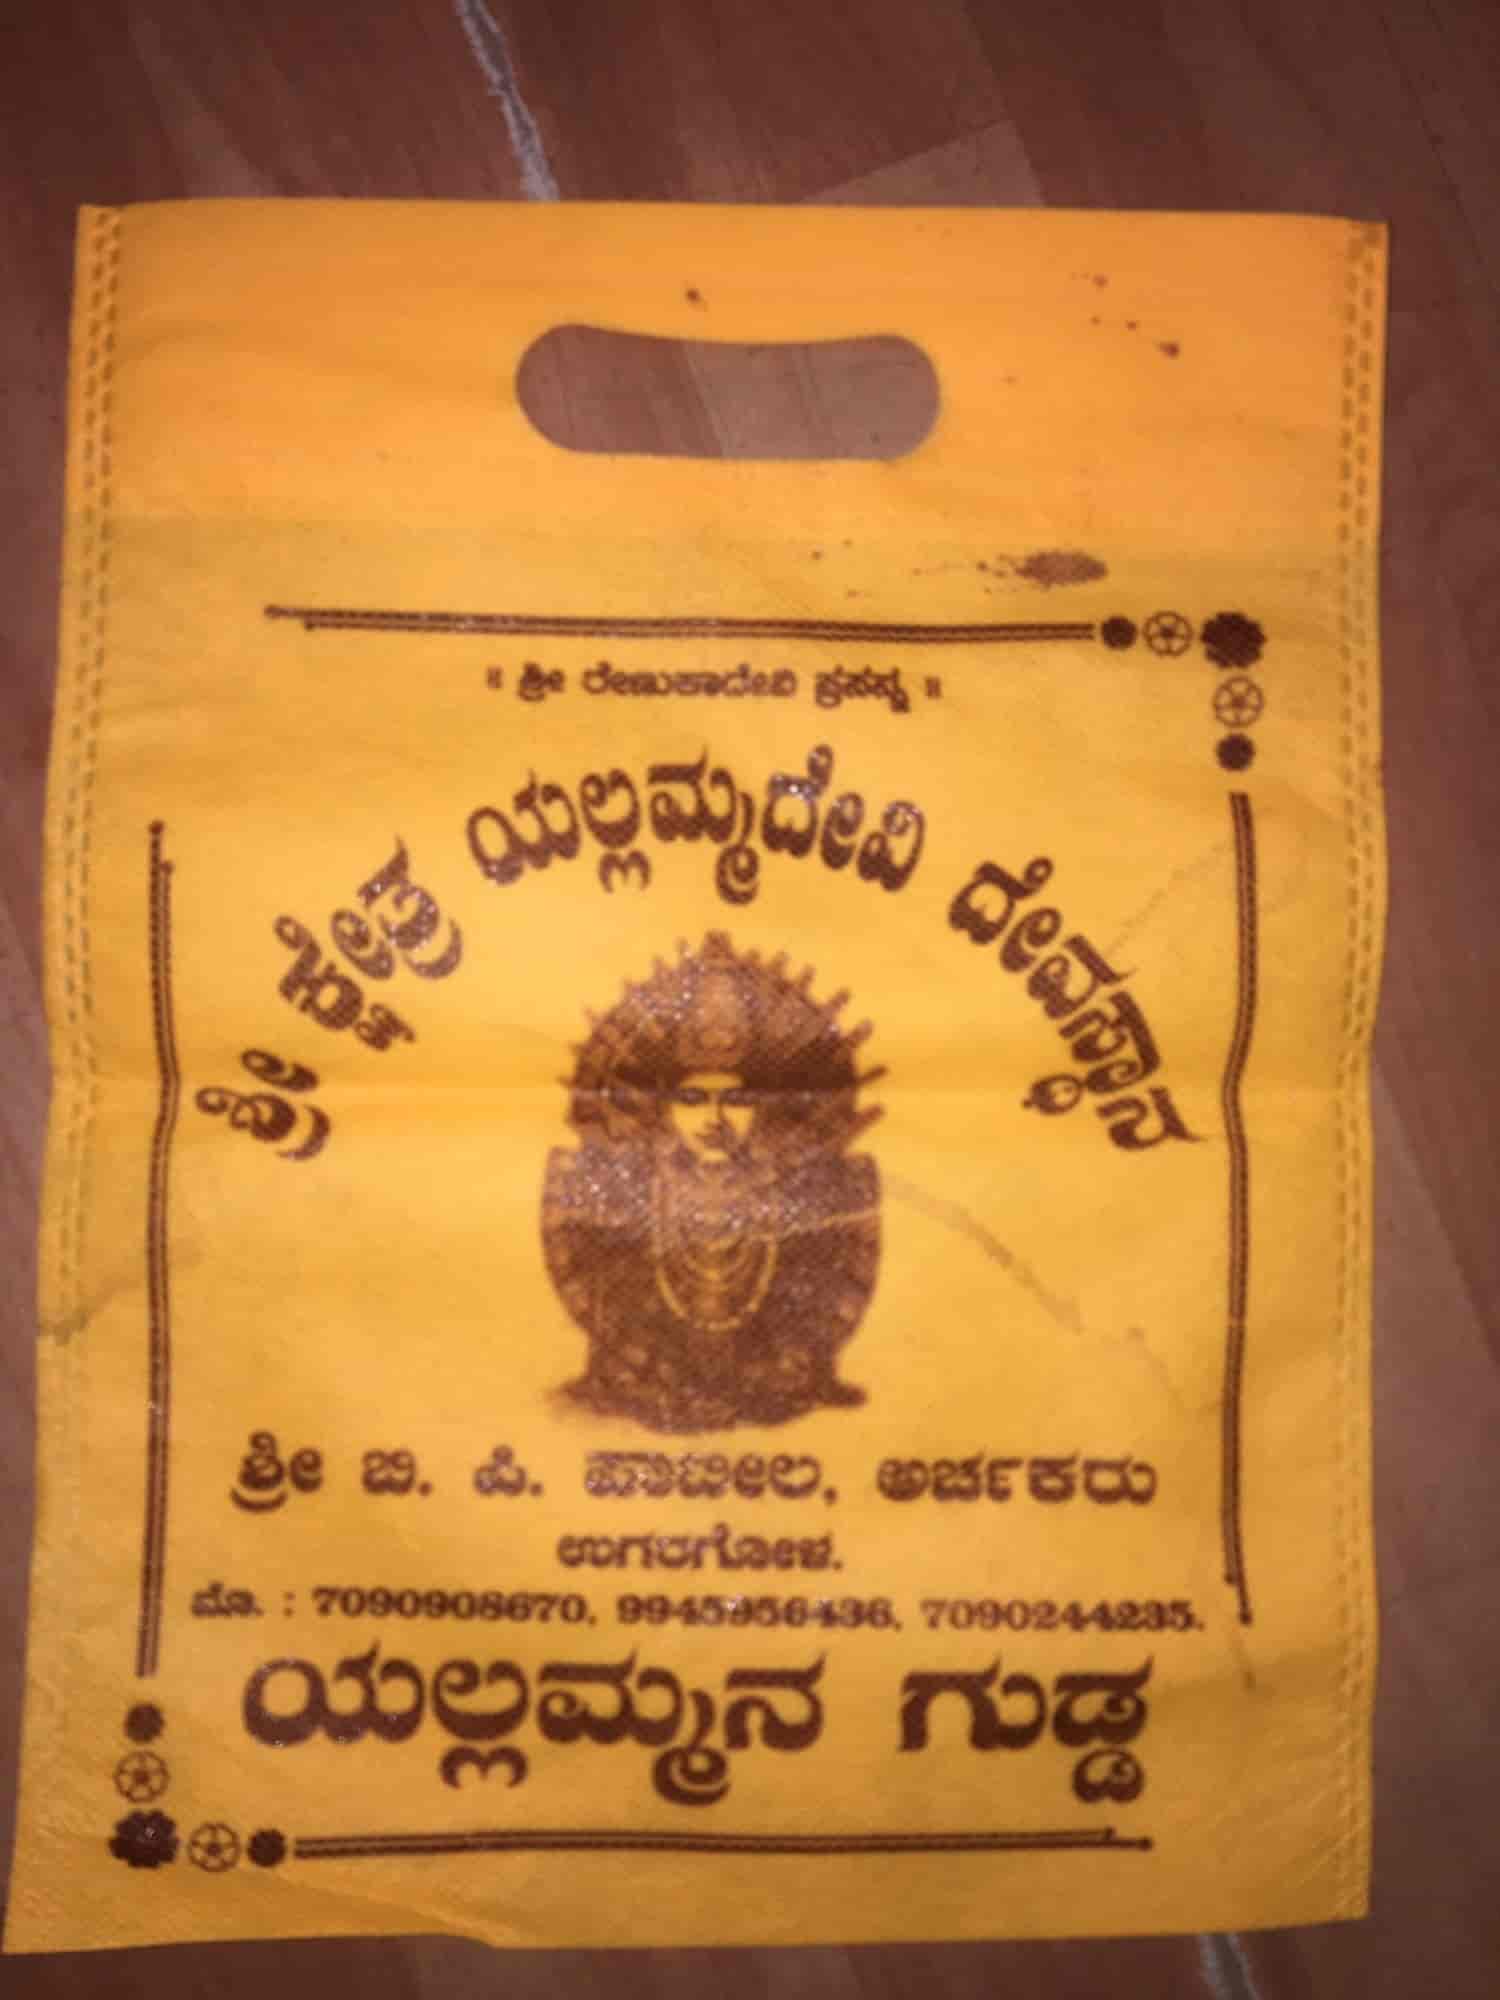 ॥ ಶ್ರೀ ರೇಣುಕಾದೇವಿ ಪ್ರಸನ್ನ ॥
ಶ್ರೀ ಕ್ಷೇತ್ರ ಯಲ್ಲಮ್ಮದೇವಿ ದೇವಸ್ಥಾನ
ಶ್ರೀ ಬಿ. ಪಿ. ಪಾಟೀಲ, ಅರ್ಚಕರು
ಉಗರಗೋಳ.
ಮೊ. : 7090908670, 9945956436, 7090244235.
ಯಲ್ಲಮ್ಮನ ಗುಡ್ಡ